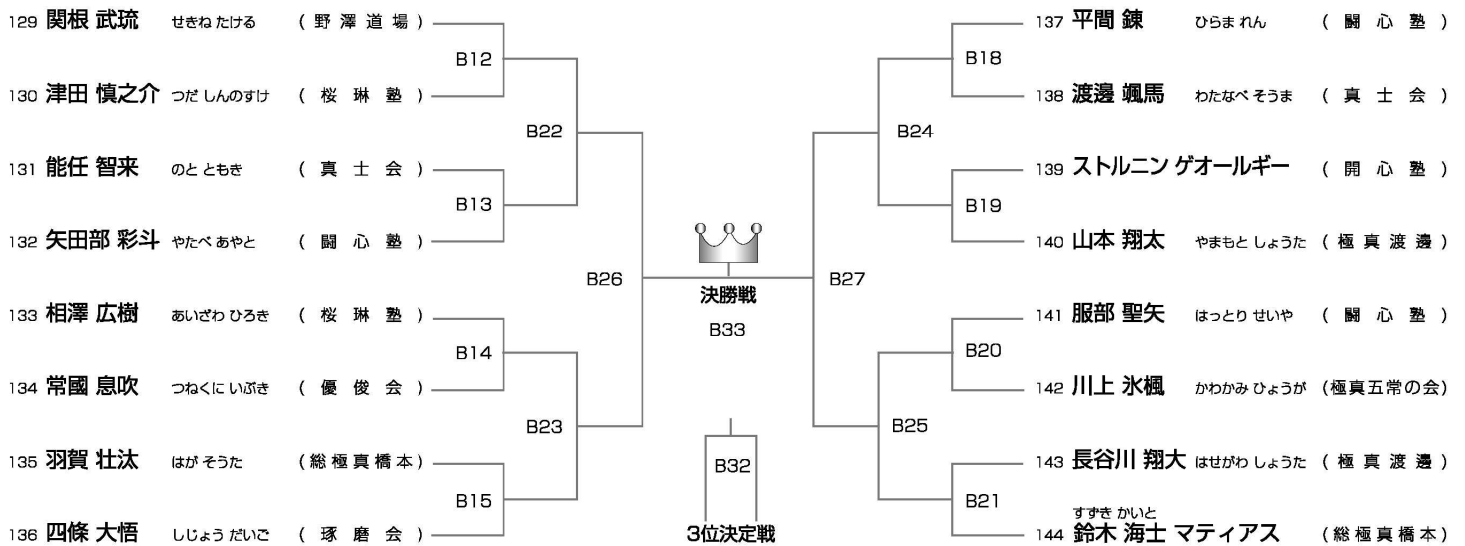 129 関根 武琉 せきね たける (野澤道場)
B12
130 津田 慎之介 つだ しんのすけ (桜琳塾)
B22
131 能任 智来 のと ともき (真士会)
B13
132 矢田部 彩斗 やたべ あやと (闘心塾)
B26
133 相澤 広樹 あいざわ ひろき (桜琳塾)
B14
134 常國 息吹 つねくに いぶき (優俊会)
B23
135 羽賀 壮汰 はが そうた (総極真橋本)
B15
136 四條 大悟 しじょう だいご (琢磨会)
決勝戦
B33
B32
3位決定戦
137 平間 錬 ひらま れん (闘心塾)
B18
138 渡邊 颯馬 わたなべ そうま (真士会)
B24
139 ストルニン ゲオールギー (開心塾)
B19
140 山本 翔太 やまもと しょうた (極真渡邊)
B27
141 服部 聖矢 はっとり せいや (闘心塾)
B20
142 川上 氷楓 かわかみ ひょうが (極真五常の会)
B25
143 長谷川 翔大 はせがわ しょうた (極真渡邊)
B21
すずき かいと
144 鈴木 海士 マティアス (総極真橋本)